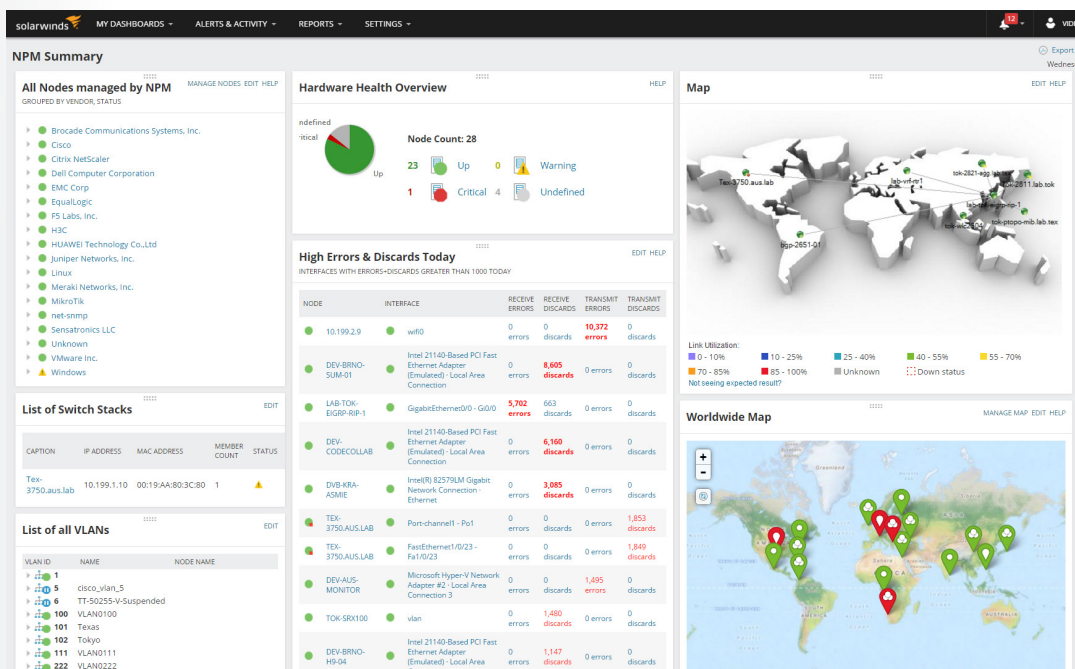 solarwinds MY DASHBOARDS ALERTS & ACTIVITY REPORTS SETTINGS 12
NPM Summary
Export
All Nodes managed by NPM MANAGE NODES EDIT HELP
GROUPED BY VENDOR, STATUS
Brocade Communications Systems, Inc.
Cisco
Citrix NetScaler
Dell Computer Corporation
EMC Corp
EqualLogic
F5 Labs, Inc.
H3C
HUAWEI Technology Co.,Ltd
Juniper Networks, Inc.
Linux
Meraki Networks, Inc.
MikroTik
net-snmp
Sensatronics LLC
Unknown
VMware Inc.
Windows
List of Switch Stacks EDIT
CAPTION IP ADDRESS MAC ADDRESS MEMBER COUNT STATUS
Tex-
3750.aus.lab 10.199.1.10 00:19:AA:80:3C:80 1
List of all VLANs EDIT
VLAN ID NAME NODE NAME
1
5 cisco_vlan_5
6 TT-50255-V-Suspended
100 VLAN0100
101 Texas
102 Tokyo
111 VLAN0111
222 VLAN0222
Hardware Health Overview HELP
ndefined
ritical
Up
Node Count: 28
23 Up 0 Warning
1 Critical 4 Undefined
High Errors & Discards Today EDIT HELP
INTERFACES WITH ERRORS+DISCARDS GREATER THAN 1000 TODAY
NODE INTERFACE RECEIVE ERRORS RECEIVE DISCARDS TRANSMIT ERRORS TRANSMIT DISCARDS
10.199.2.9 wifi0 0 errors 0 discards 10,372 errors 0 discards
DEV-BRNO-SUM-01 Intel 21140-Based PCI Fast Ethernet Adapter (Emulated) - Local Area Connection 0 errors 8,605 discards 0 errors 0 discards
LAB-TOK-EIGRP-RIP-1 GigabitEthernet0/0 - Gi0/0 5,702 errors 663 discards 0 errors 0 discards
DEV-CODECOLLAB Intel 21140-Based PCI Fast Ethernet Adapter (Emulated) - Local Area Connection 0 errors 6,160 discards 0 errors 0 discards
DVB-KRA-ASMIE Intel(R) 82579LM Gigabit Network Connection - Ethernet 0 errors 3,085 discards 0 errors 0 discards
TEX-3750.AUS.LAB Port-channel1 - Po1 0 errors 0 discards 0 errors 1,853 discards
TEX-3750.AUS.LAB FastEthernet1/0/23 - Fa1/0/23 0 errors 0 discards 0 errors 1,849 discards
DEV-AUS-MONITOR Microsoft Hyper-V Network Adapter #2 - Local Area Connection 3 0 errors 0 discards 1,495 errors 0 discards
TOK-SRX100 vlan 0 errors 1,480 discards 0 errors 0 discards
DEV-BRNO-H9-04 Intel 21140-Based PCI Fast Ethernet Adapter (Emulated) - Local Area 0 errors 1,147 discards 0 errors 0 discards
Map EDIT HELP
Tex-3750.aus.lab
lab-vrf-rtr1
bgp-2651-01
tok-ptopo-mib.lab.tex
Link Utilization:
0 - 10% 10 - 25% 25 - 40% 40 - 55% 55 - 70%
70 - 85% 85 - 100% Unknown Down status
Not seeing expected result?
Worldwide Map MANAGE MAP EDIT HELP
+
-
Greenland
AUSTRALIA